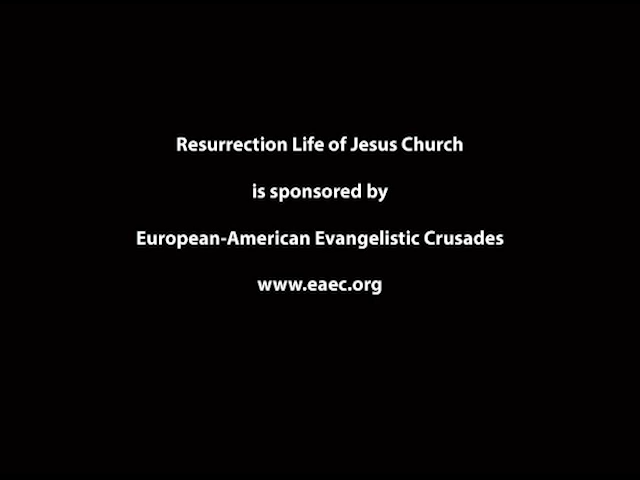 Resurrection Life of Jesus Church
is sponsored by
European-American Evangelistic Crusades
www.eaec.org